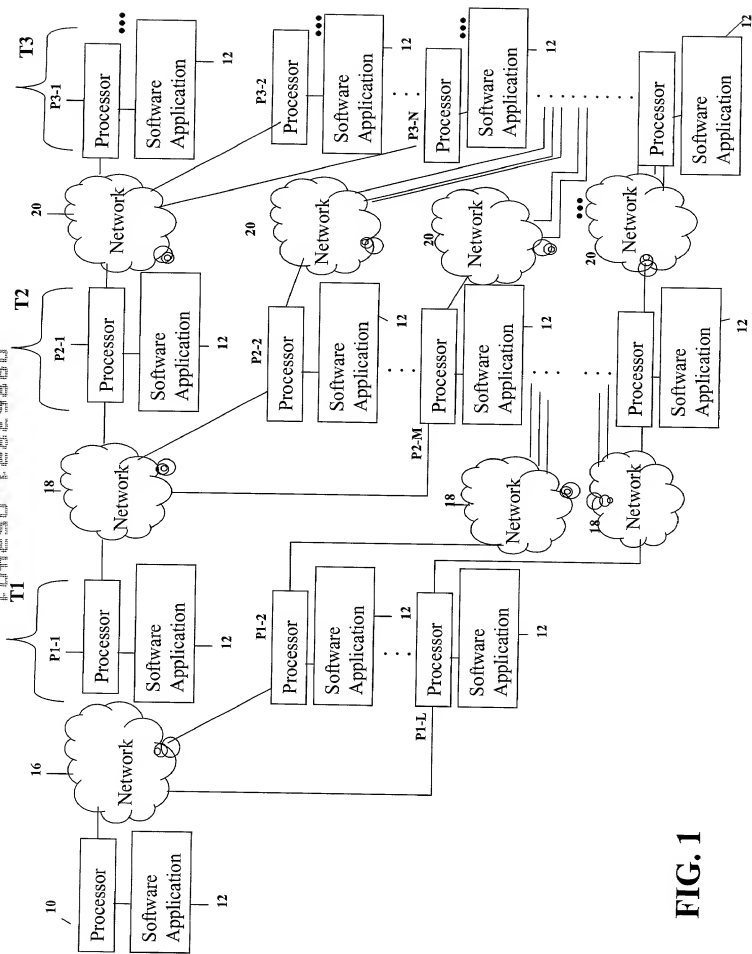 10
Processor
Software
Application
12
16
Network
T1
P1-1
Processor
Software
Application
12
P1-2
Processor
Software
Application
12
P1-L
Processor
Software
Application
12
18
Network
18
Network
18
Network
T2
P2-1
Processor
Software
Application
12
P2-2
Processor
Software
Application
12
P2-M
Processor
Software
Application
12
Processor
Software
Application
12
20
Network
20
Network
20
Network
20
Network
T3
P3-1
Processor
Software
Application
12
P3-2
Processor
Software
Application
12
P3-N
Processor
Software
Application
12
Processor
Software
Application
12
FIG. 1